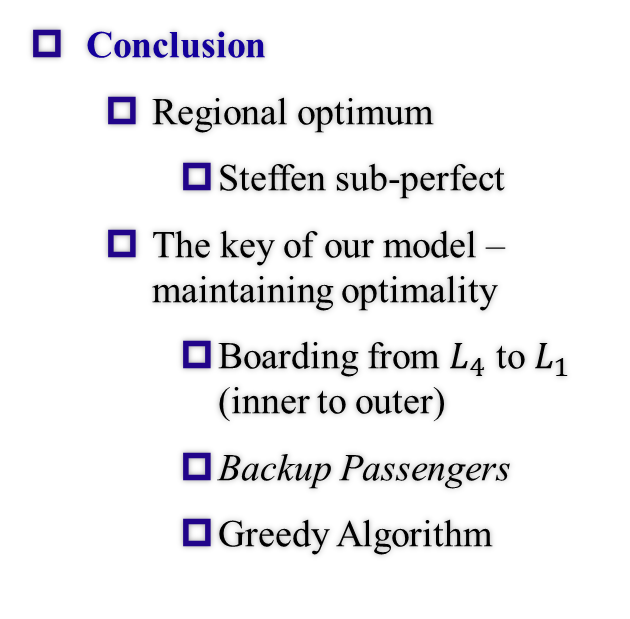 Conclusion
Regional optimum
Steffen sub-perfect
The key of our model –
maintaining optimality
Boarding from L₄ to L₁
(inner to outer)
Backup Passengers
Greedy Algorithm